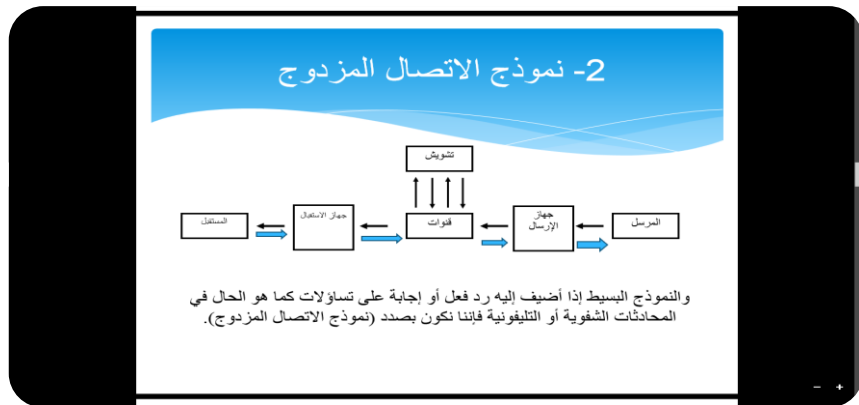 2- نموذج الاتصال المزدوج
تشويش
المرسل
جهاز
الإرسال
قنوات
جهاز الاستقبال
المستقبل
والنموذج البسيط إذا أضيف إليه رد فعل أو إجابة على تساؤلات كما هو الحال في
المحادثات الشفوية أو التليفونية فإننا نكون بصدد (نموذج الاتصال المزدوج).